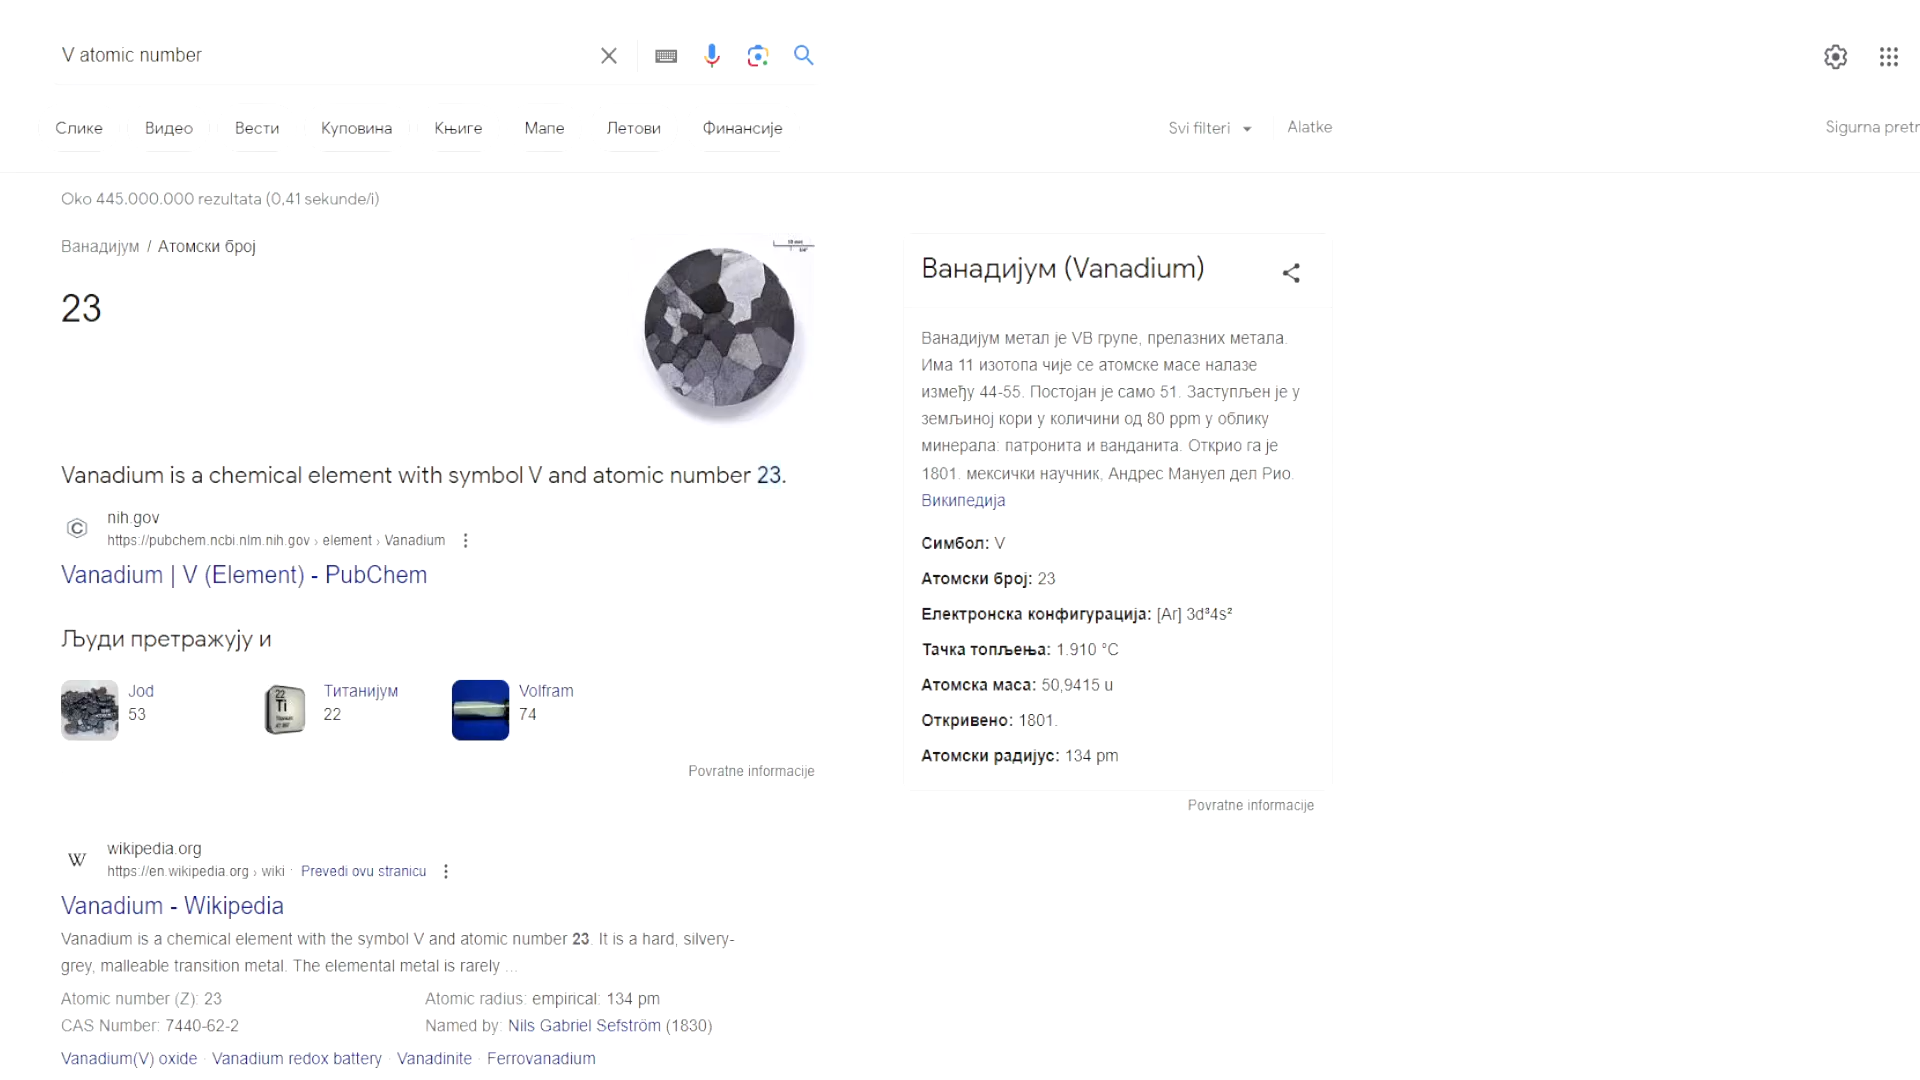 V atomic number
Слике
Видео
Вести
Куповина
Књиге
Мапе
Летови
Финансије
Svi filteri
Alatke
Sigurna pretr
Oko 445.000.000 rezultata (0,41 sekunde/i)
Ванадијум / Атомски број
23
Vanadium is a chemical element with symbol V and atomic number 23.
nih.gov
https://pubchem.ncbi.nlm.nih.gov › element › Vanadium
Vanadium | V (Element) - PubChem
Људи претражују и
Jod
53
22
Ti
Титанијум
22
Volfram
74
Povratne informacije
wikipedia.org
https://en.wikipedia.org › wiki · Prevedi ovu stranicu
Vanadium - Wikipedia
Vanadium is a chemical element with the symbol V and atomic number 23. It is a hard, silvery-
grey, malleable transition metal. The elemental metal is rarely ...
Atomic number (Z): 23
Atomic radius: empirical: 134 pm
CAS Number: 7440-62-2
Named by: Nils Gabriel Sefström (1830)
Vanadium(V) oxide · Vanadium redox battery · Vanadinite · Ferrovanadium
Ванадијум (Vanadium)
Ванадијум метал је VB групе, прелазних метала.
Има 11 изотопа чије се атомске масе налазе
између 44-55. Постојан је само 51. Заступљен је у
земљиној кори у количини од 80 ppm у облику
минерала: патронита и ванданита. Открио га је
1801. мексички научник, Андрес Мануел дел Рио.
Википедија
Симбол: V
Атомски број: 23
Електронска конфигурација: [Ar] 3d³4s²
Тачка топљења: 1.910 °C
Атомска маса: 50,9415 u
Откривено: 1801.
Атомски радијус: 134 pm
Povratne informacije